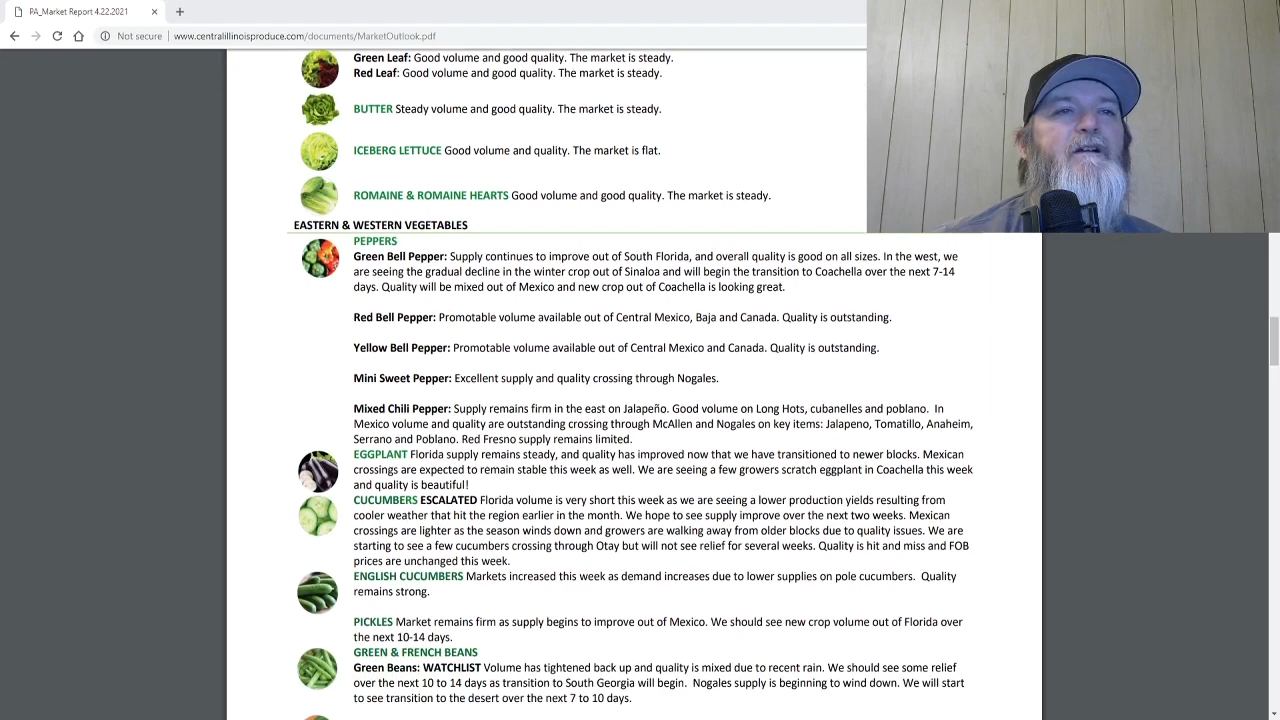 PA_Market Report 4.22.2021
Not secure | www.centralillinoisproduce.com/documents/MarketOutlook.pdf
Green Leaf: Good volume and good quality. The market is steady.
Red Leaf: Good volume and good quality. The market is steady.
BUTTER Steady volume and good quality. The market is steady.
ICEBERG LETTUCE Good volume and quality. The market is flat.
ROMAINE & ROMAINE HEARTS Good volume and good quality. The market is steady.
EASTERN & WESTERN VEGETABLES
PEPPERS
Green Bell Pepper: Supply continues to improve out of South Florida, and overall quality is good on all sizes. In the west, we
are seeing the gradual decline in the winter crop out of Sinaloa and will begin the transition to Coachella over the next 7-14
days. Quality will be mixed out of Mexico and new crop out of Coachella is looking great.
Red Bell Pepper: Promotable volume available out of Central Mexico, Baja and Canada. Quality is outstanding.
Yellow Bell Pepper: Promotable volume available out of Central Mexico and Canada. Quality is outstanding.
Mini Sweet Pepper: Excellent supply and quality crossing through Nogales.
Mixed Chili Pepper: Supply remains firm in the east on Jalapeño. Good volume on Long Hots, cubanelles and poblano. In
Mexico volume and quality are outstanding crossing through McAllen and Nogales on key items: Jalapeno, Tomatillo, Anaheim,
Serrano and Poblano. Red Fresno supply remains limited.
EGGPLANT Florida supply remains steady, and quality has improved now that we have transitioned to newer blocks. Mexican
crossings are expected to remain stable this week as well. We are seeing a few growers scratch eggplant in Coachella this week
and quality is beautiful!
CUCUMBERS ESCALATED Florida volume is very short this week as we are seeing a lower production yields resulting from
cooler weather that hit the region earlier in the month. We hope to see supply improve over the next two weeks. Mexican
crossings are lighter as the season winds down and growers are walking away from older blocks due to quality issues. We are
starting to see a few cucumbers crossing through Otay but will not see relief for several weeks. Quality is hit and miss and FOB
prices are unchanged this week.
ENGLISH CUCUMBERS Markets increased this week as demand increases due to lower supplies on pole cucumbers. Quality
remains strong.
PICKLES Market remains firm as supply begins to improve out of Mexico. We should see new crop volume out of Florida over
the next 10-14 days.
GREEN & FRENCH BEANS
Green Beans: WATCHLIST Volume has tightened back up and quality is mixed due to recent rain. We should see some relief
over the next 10 to 14 days as transition to South Georgia will begin. Nogales supply is beginning to wind down. We will start
to see transition to the desert over the next 7 to 10 days.